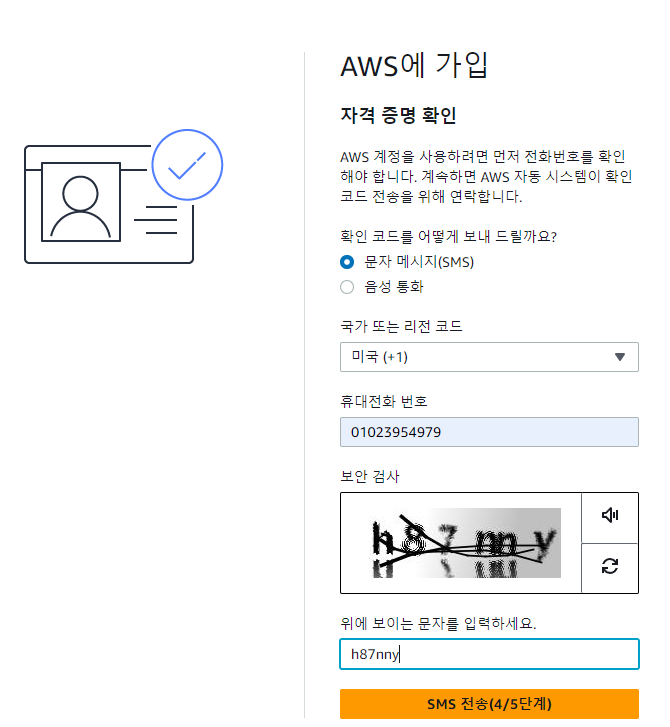 AWS에 가입
자격 증명 확인
AWS 계정을 사용하려면 먼저 전화번호를 확인
해야 합니다. 계속하면 AWS 자동 시스템이 확인
코드 전송을 위해 연락합니다.
확인 코드를 어떻게 보내 드릴까요?
문자 메시지(SMS)
음성 통화
국가 또는 리전 코드
미국 (+1)
휴대전화 번호
01023954979
보안 검사
h87nny
위에 보이는 문자를 입력하세요.
h87nny
SMS 전송(4/5단계)